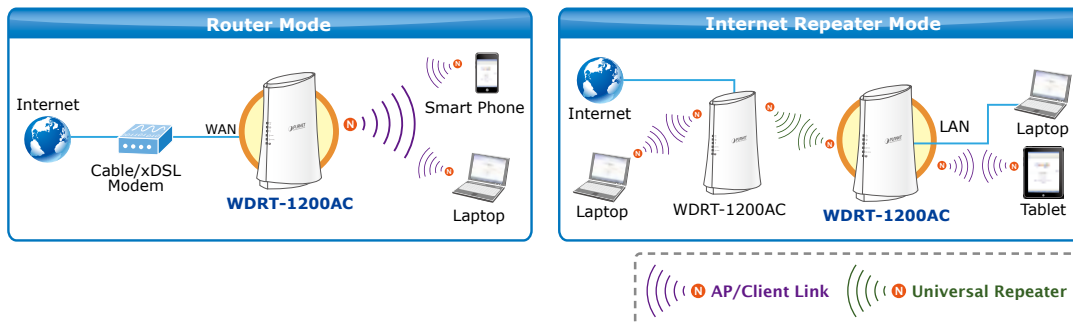 Router Mode
Internet
Cable/xDSL
Modem
WAN
WDRT-1200AC
N
N
N
Smart Phone
Laptop
Internet Repeater Mode
Internet
Laptop
N
N
WDRT-1200AC
N
N
WDRT-1200AC
LAN
Laptop
N
N
Tablet
N AP/Client Link
N Universal Repeater